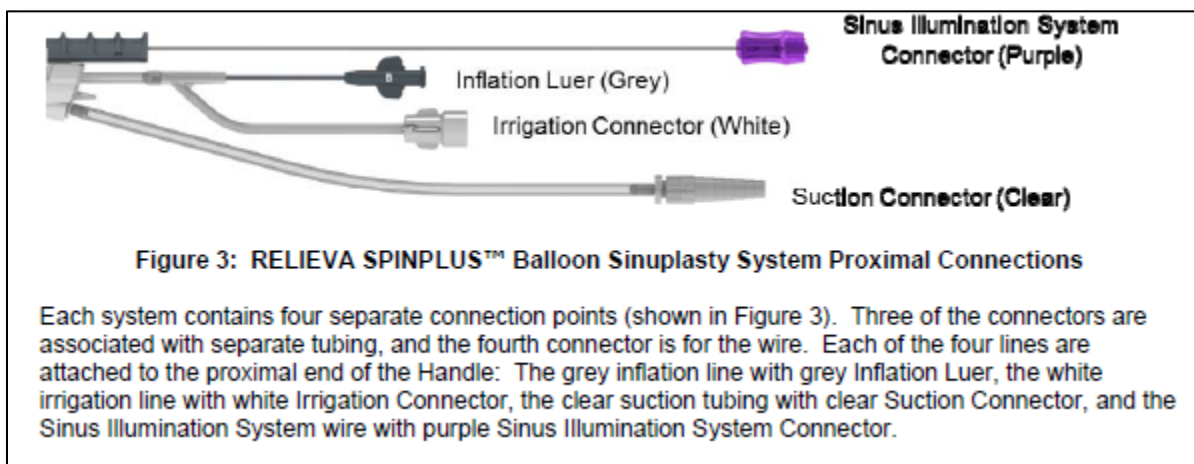 Sinus Illumination System
Connector (Purple)
Inflation Luer (Grey)
Irrigation Connector (White)
Suction Connector (Clear)
Figure 3: RELIEVA SPINPLUS™ Balloon Sinuplasty System Proximal Connections
Each system contains four separate connection points (shown in Figure 3). Three of the connectors are
associated with separate tubing, and the fourth connector is for the wire. Each of the four lines are
attached to the proximal end of the Handle: The grey inflation line with grey Inflation Luer, the white
irrigation line with white Irrigation Connector, the clear suction tubing with clear Suction Connector, and the
Sinus Illumination System wire with purple Sinus Illumination System Connector.